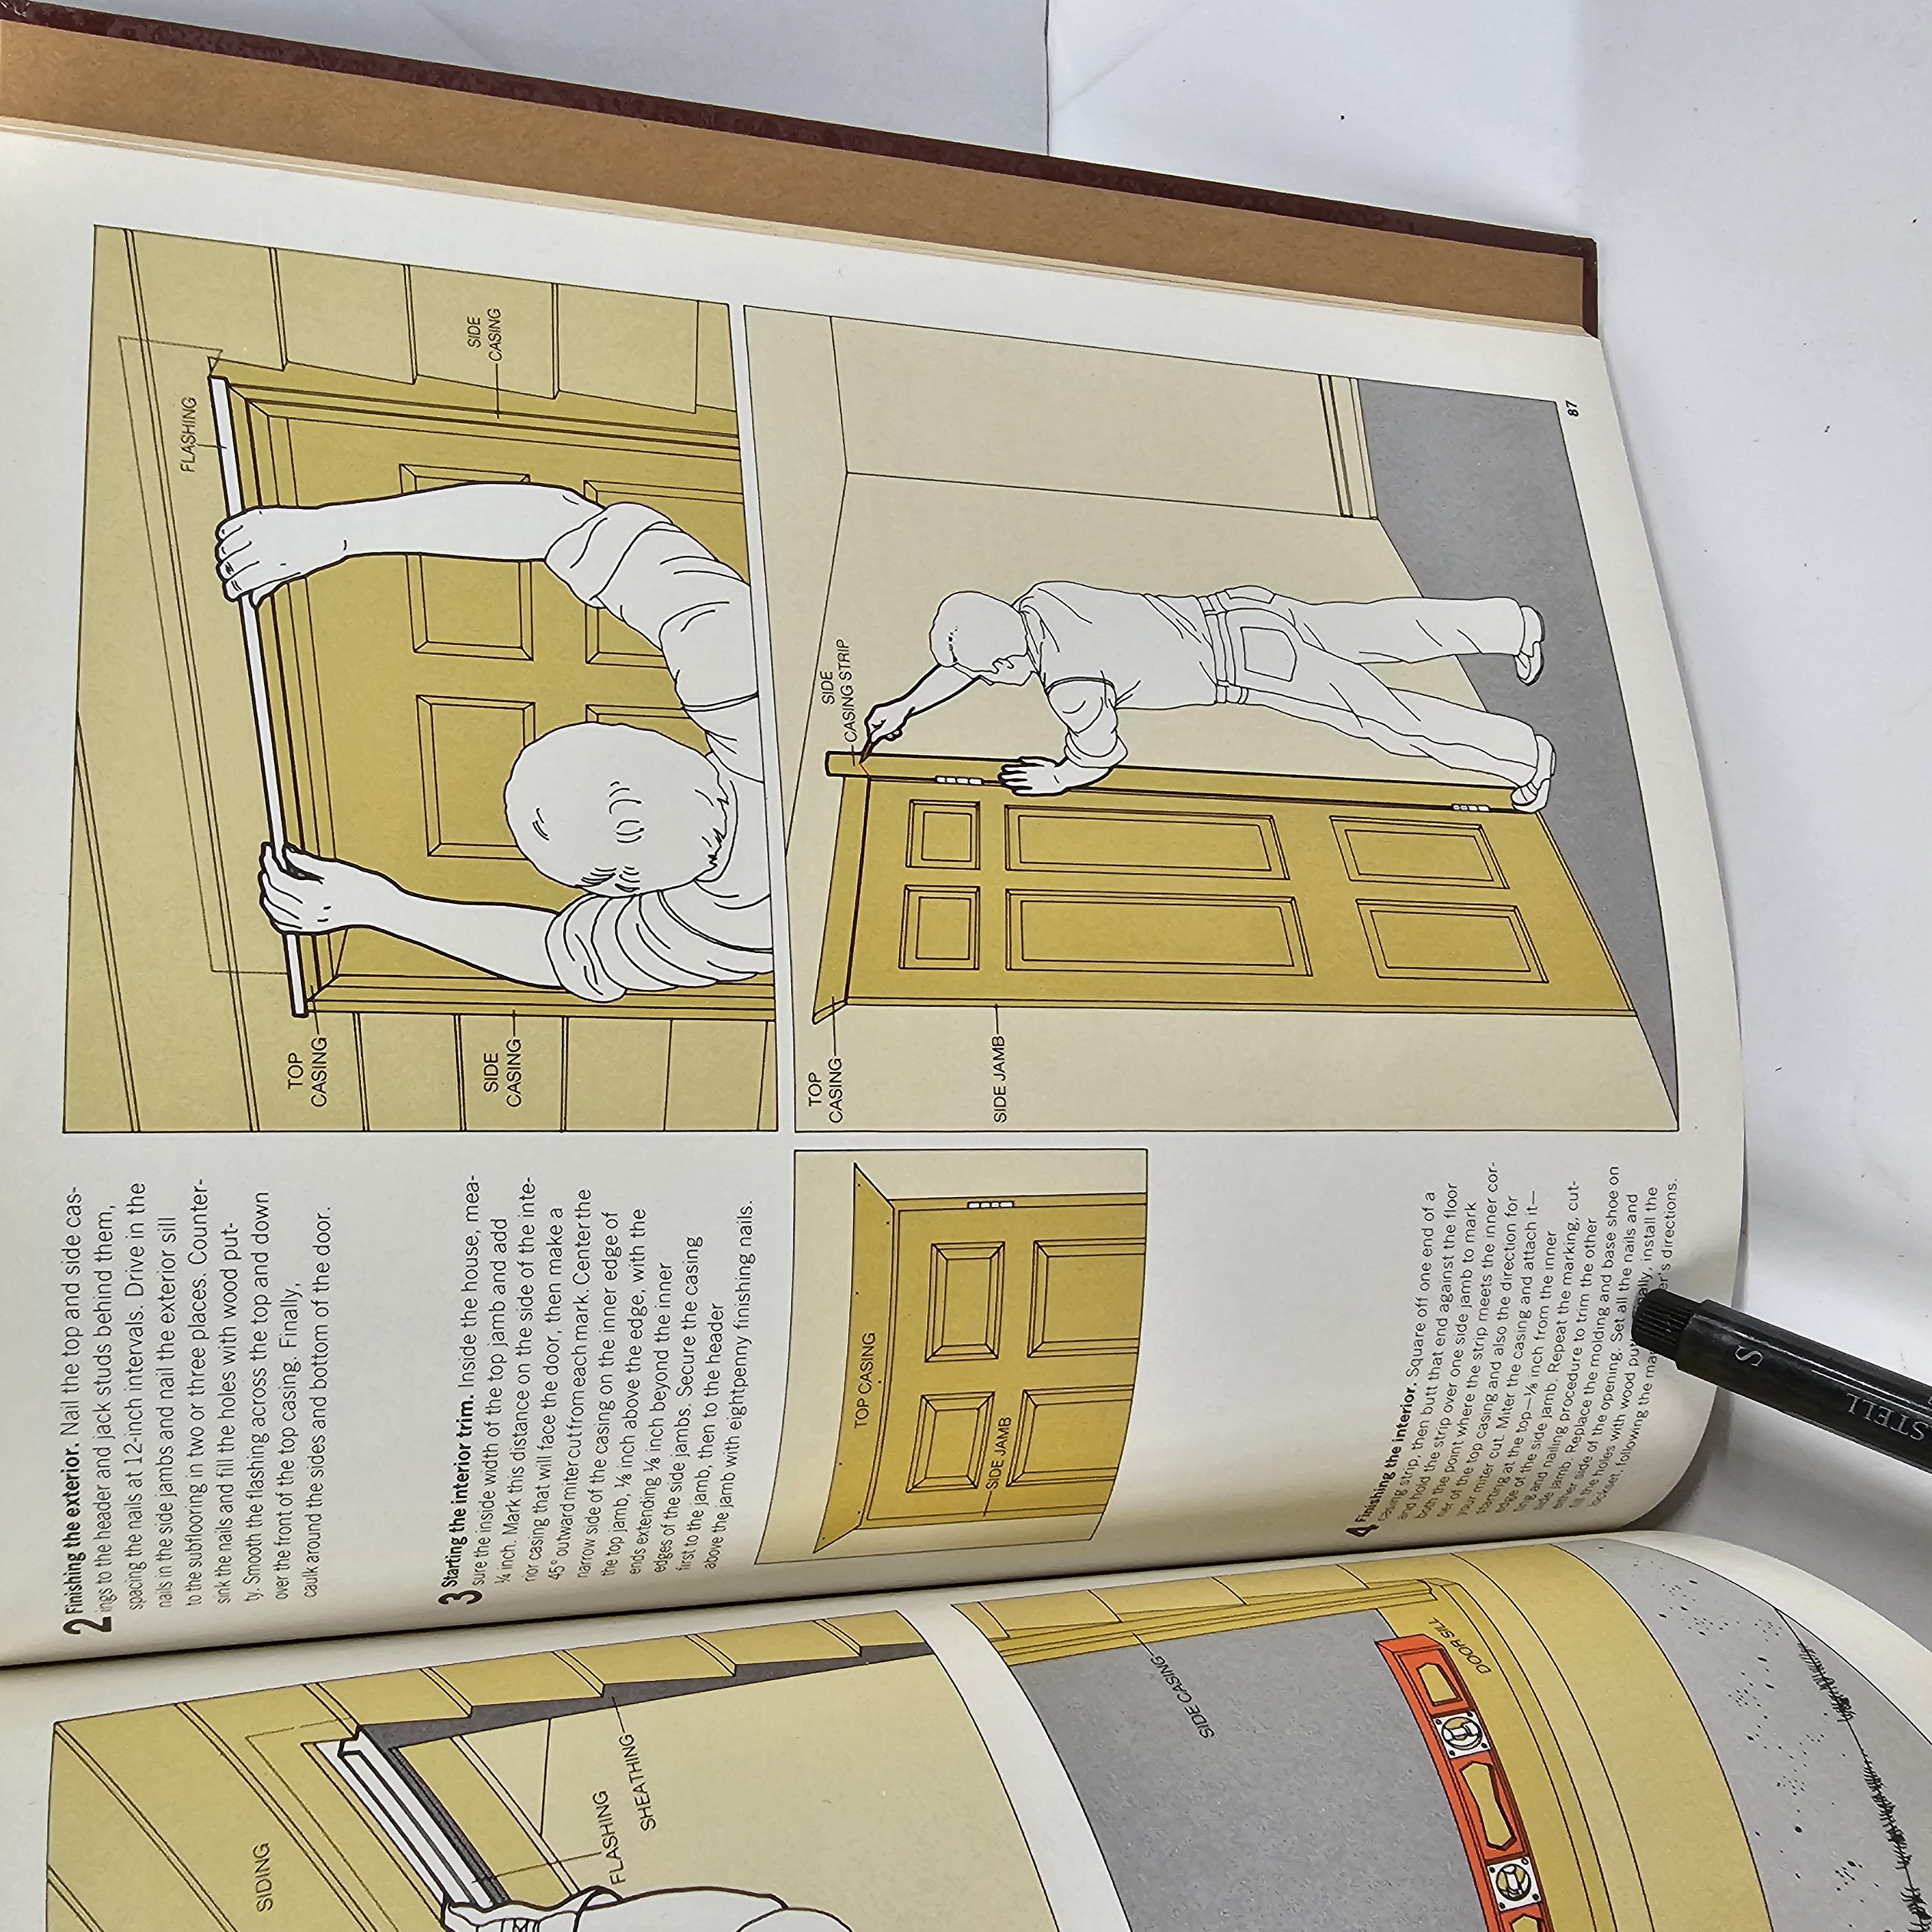 SIDING
FLASHING
SHEATHING
SIDE CASING
DOOR SILL
2 Finishing the exterior. Nail the top and side cas-
ings to the header and jack studs behind them,
spacing the nails at 12-inch intervals. Drive in the
nails in the side jambs and nail the exterior sill
to the subflooring in two or three places. Counter-
sink the nails and fill the holes with wood put-
ty. Smooth the flashing across the top and down
over the front of the top casing. Finally,
caulk around the sides and bottom of the door.
3 Starting the interior trim. Inside the house, mea-
sure the inside width of the top jamb and add
¼ inch. Mark this distance on the side of the inte-
rior casing that will face the door, then make a
45° outward miter cut from each mark. Center the
narrow side of the casing on the inner edge of
the top jamb, ⅛ inch above the edge, with the
ends extending ⅛ inch beyond the inner
edges of the side jambs. Secure the casing
first to the jamb, then to the header
above the jamb with eightpenny finishing nails.
TOP CASING
SIDE JAMB
4 Finishing the interior. Square off one end of a
casing strip, then butt that end against the floor
and hold the strip over one side jamb to mark
both the point where the strip meets the inner cor-
ner of the top casing and also the direction for
your miter cut. Miter the casing and attach it—
starting at the top—⅛ inch from the inner
edge of the side jamb. Repeat the marking, cut-
ting and nailing procedure to trim the other
side jamb. Replace the molding and base shoe on
either side of the opening. Set all the nails and
fill the holes with wood install the
lockset, following the directions.
FLASHING
TOP
CASING
SIDE
CASING
SIDE
CASING
TOP
CASING
SIDE
CASING STRIP
SIDE JAMB
87
S
STELL